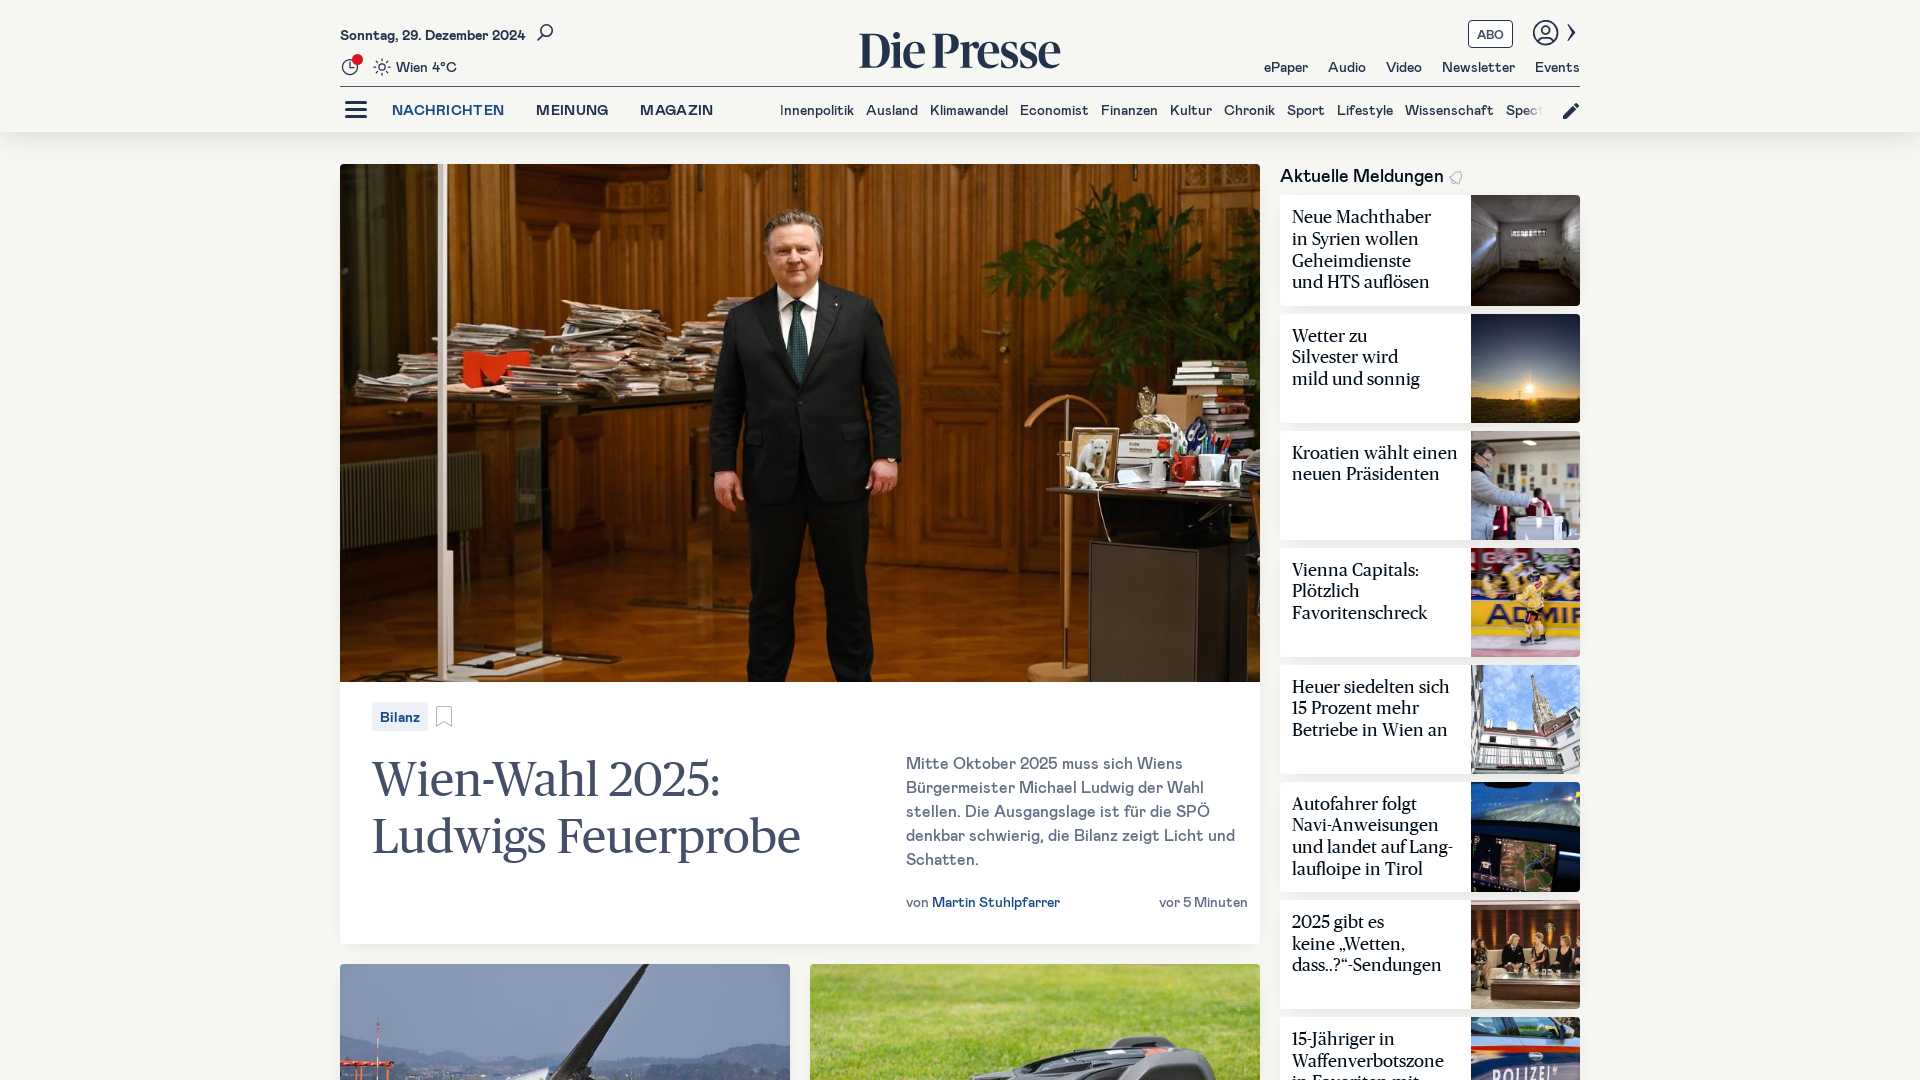 Sonntag, 29. Dezember 2024
Die Presse
ABO
Wien 4°C
ePaper Audio Video Newsletter Events
NACHRICHTEN MEINUNG MAGAZIN Innenpolitik Ausland Klimawandel Economist Finanzen Kultur Chronik Sport Lifestyle Wissenschaft Spect
Bilanz
Wien-Wahl 2025:
Ludwigs Feuerprobe
Mitte Oktober 2025 muss sich Wiens
Bürgermeister Michael Ludwig der Wahl
stellen. Die Ausgangslage ist für die SPÖ
denkbar schwierig, die Bilanz zeigt Licht und
Schatten.
von Martin Stuhlpfarrer vor 5 Minuten
Aktuelle Meldungen
Neue Machthaber
in Syrien wollen
Geheimdienste
und HTS auflösen
Wetter zu
Silvester wird
mild und sonnig
Kroatien wählt einen
neuen Präsidenten
Vienna Capitals:
Plötzlich
Favoritenschreck
ADMIR
Heuer siedelten sich
15 Prozent mehr
Betriebe in Wien an
Autofahrer folgt
Navi-Anweisungen
und landet auf Lang-
laufloipe in Tirol
2025 gibt es
keine „Wetten,
dass..?“-Sendungen
15-Jähriger in
Waffenverbotszone
in Favoriten mit
POLIZEI